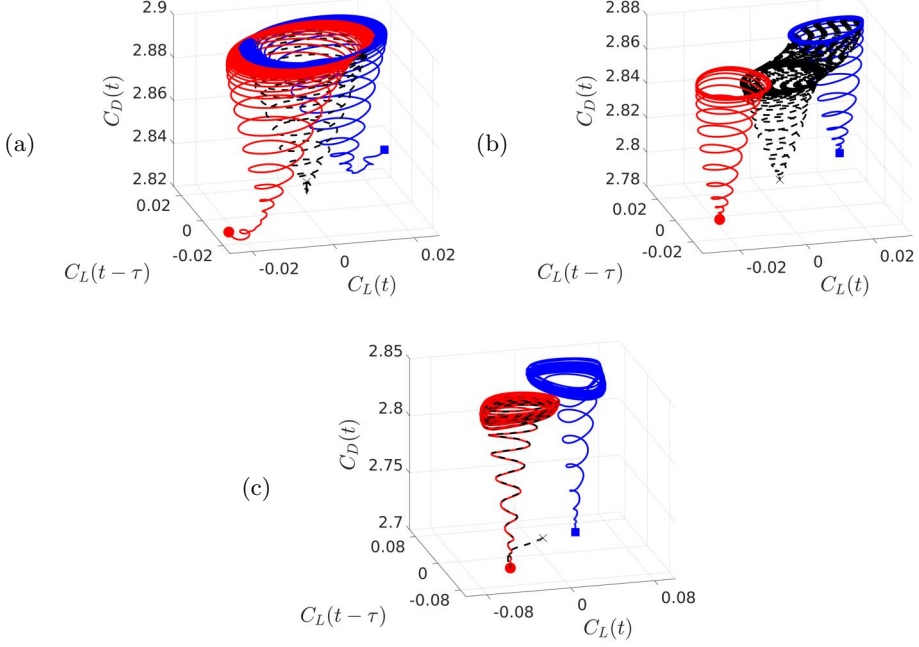 (a)
C_D(t)
2.9
2.88
2.86
2.84
2.82
0.02
0
-0.02
C_L(t − τ)
-0.02
0
0.02
C_L(t)
(b)
C_D(t)
2.88
2.86
2.84
2.82
2.8
2.78
0.02
0
-0.02
C_L(t − τ)
-0.02
0
0.02
C_L(t)
(c)
C_D(t)
2.85
2.8
2.75
2.7
0.08
0
-0.08
C_L(t − τ)
-0.08
0
0.08
C_L(t)